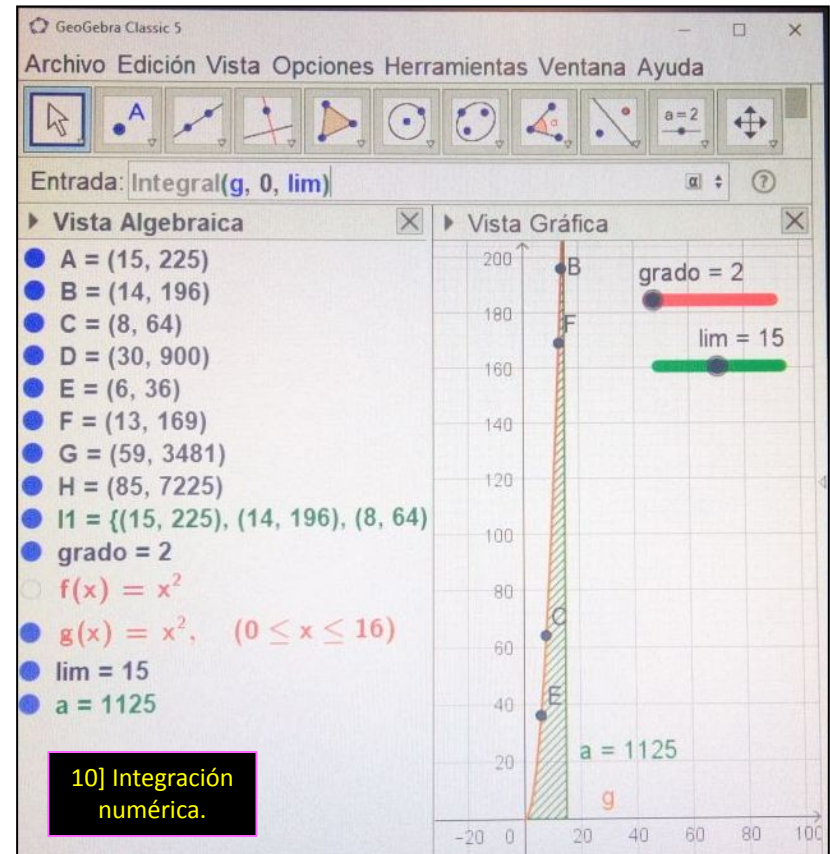 GeoGebra Classic 5
Archivo Edición Vista Opciones Herramientas Ventana Ayuda
A
α
a = 2
Entrada: Integral(g, 0, lim)
α
?
Vista Algebraica
A = (15, 225)
B = (14, 196)
C = (8, 64)
D = (30, 900)
E = (6, 36)
F = (13, 169)
G = (59, 3481)
H = (85, 7225)
l1 = {(15, 225), (14, 196), (8, 64)
grado = 2
f(x) = x²
g(x) = x², (0 ≤ x ≤ 16)
lim = 15
a = 1125
10] Integración
numérica.
Vista Gráfica
200
B
grado = 2
180
F
lim = 15
160
140
120
100
80
C
60
E
40
a = 1125
20
g
-20 0 20 40 60 80 100